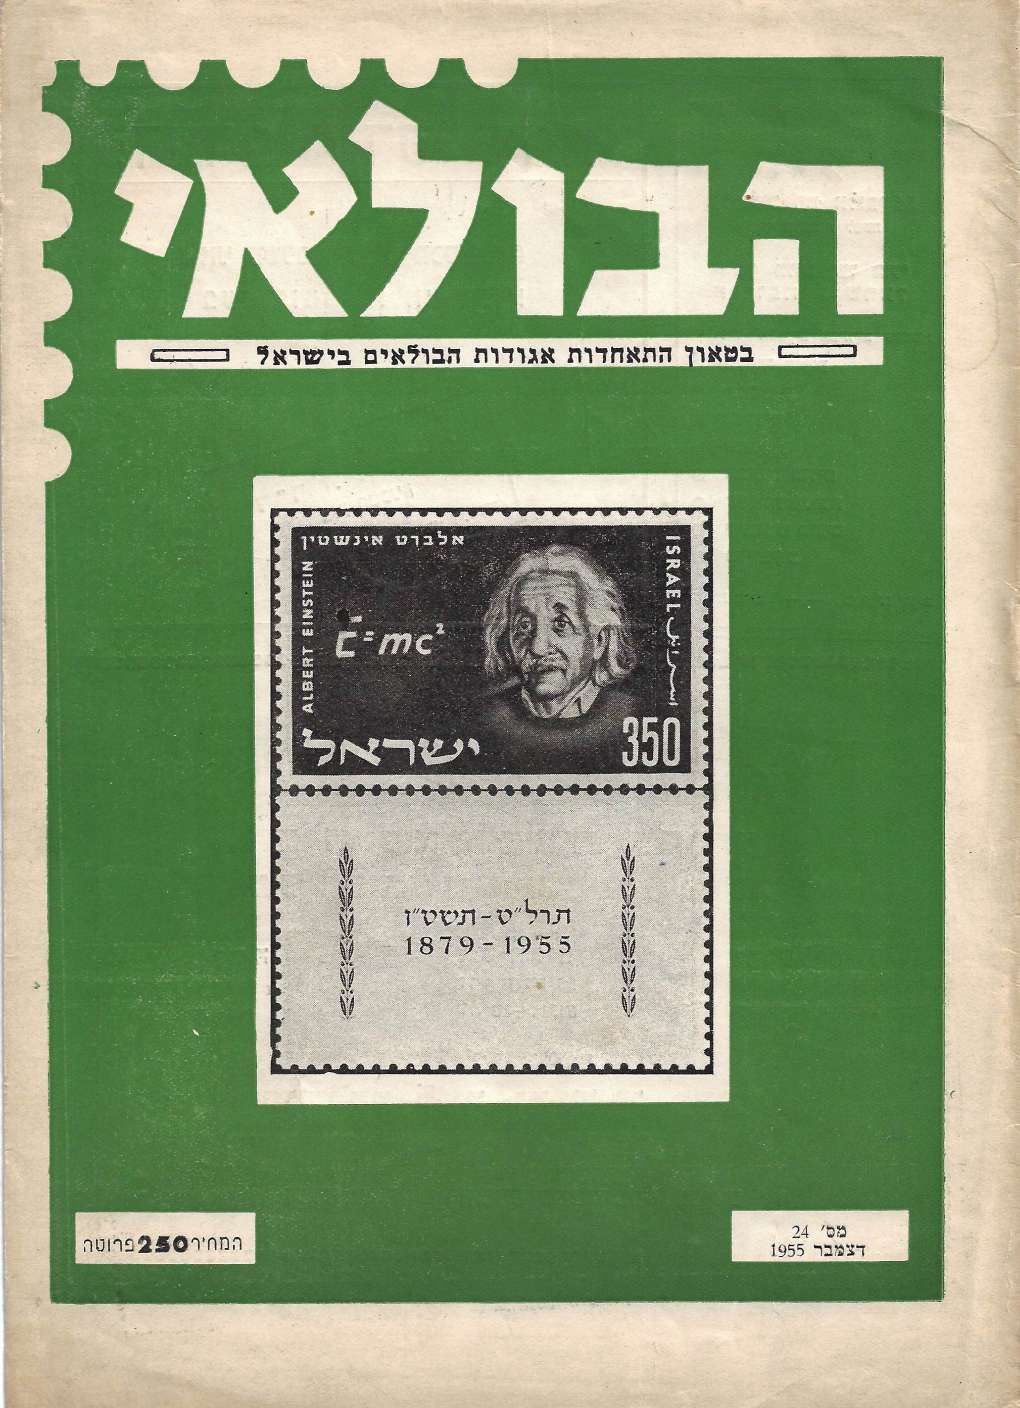 הבולאי
בטאון התאחדות אגודות הבולאים בישראל
אלברט אינשטין
ALBERT EINSTEIN
ISRAEL اسرائيل
E=mc²
ישראל
350
תרל"ט-תשט"ו
1879-1955
המחיר 250 פרוטה
מס' 24
דצמבר 1955